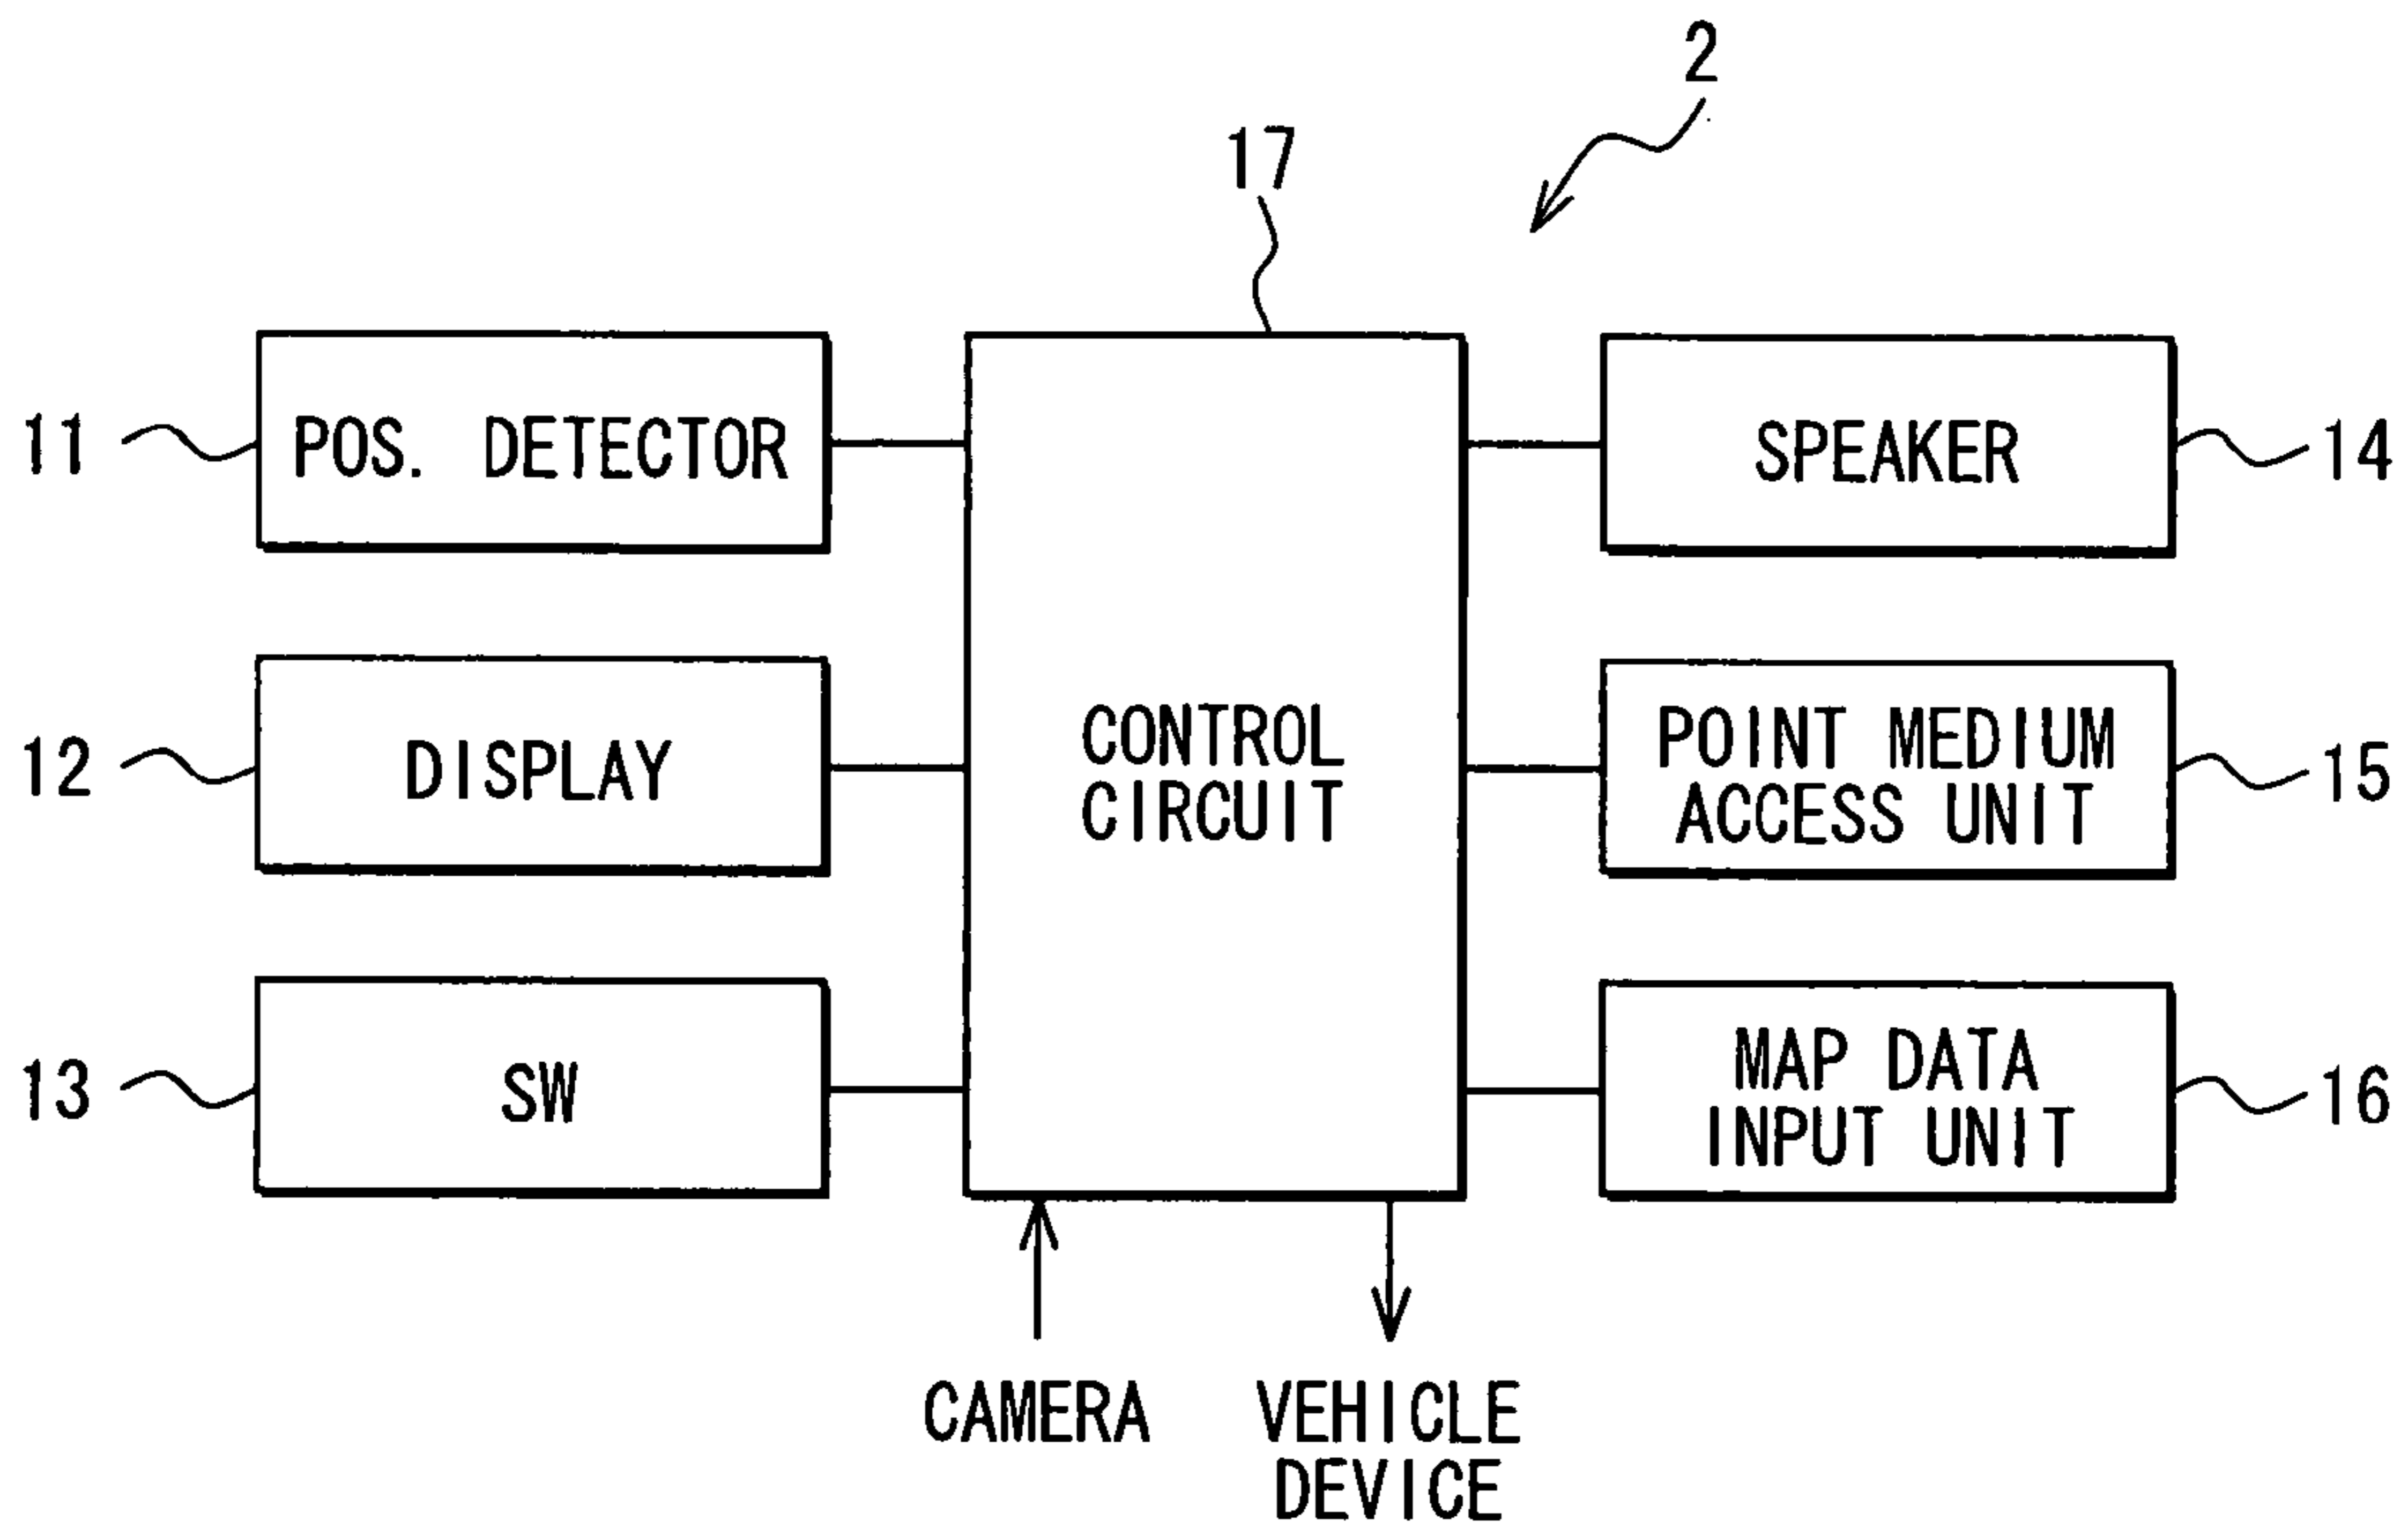 2
17
11
POS. DETECTOR
SPEAKER
14
12
DISPLAY
CONTROL
CIRCUIT
POINT MEDIUM
ACCESS UNIT
15
13
SW
MAP DATA
INPUT UNIT
16
CAMERA
VEHICLE
DEVICE